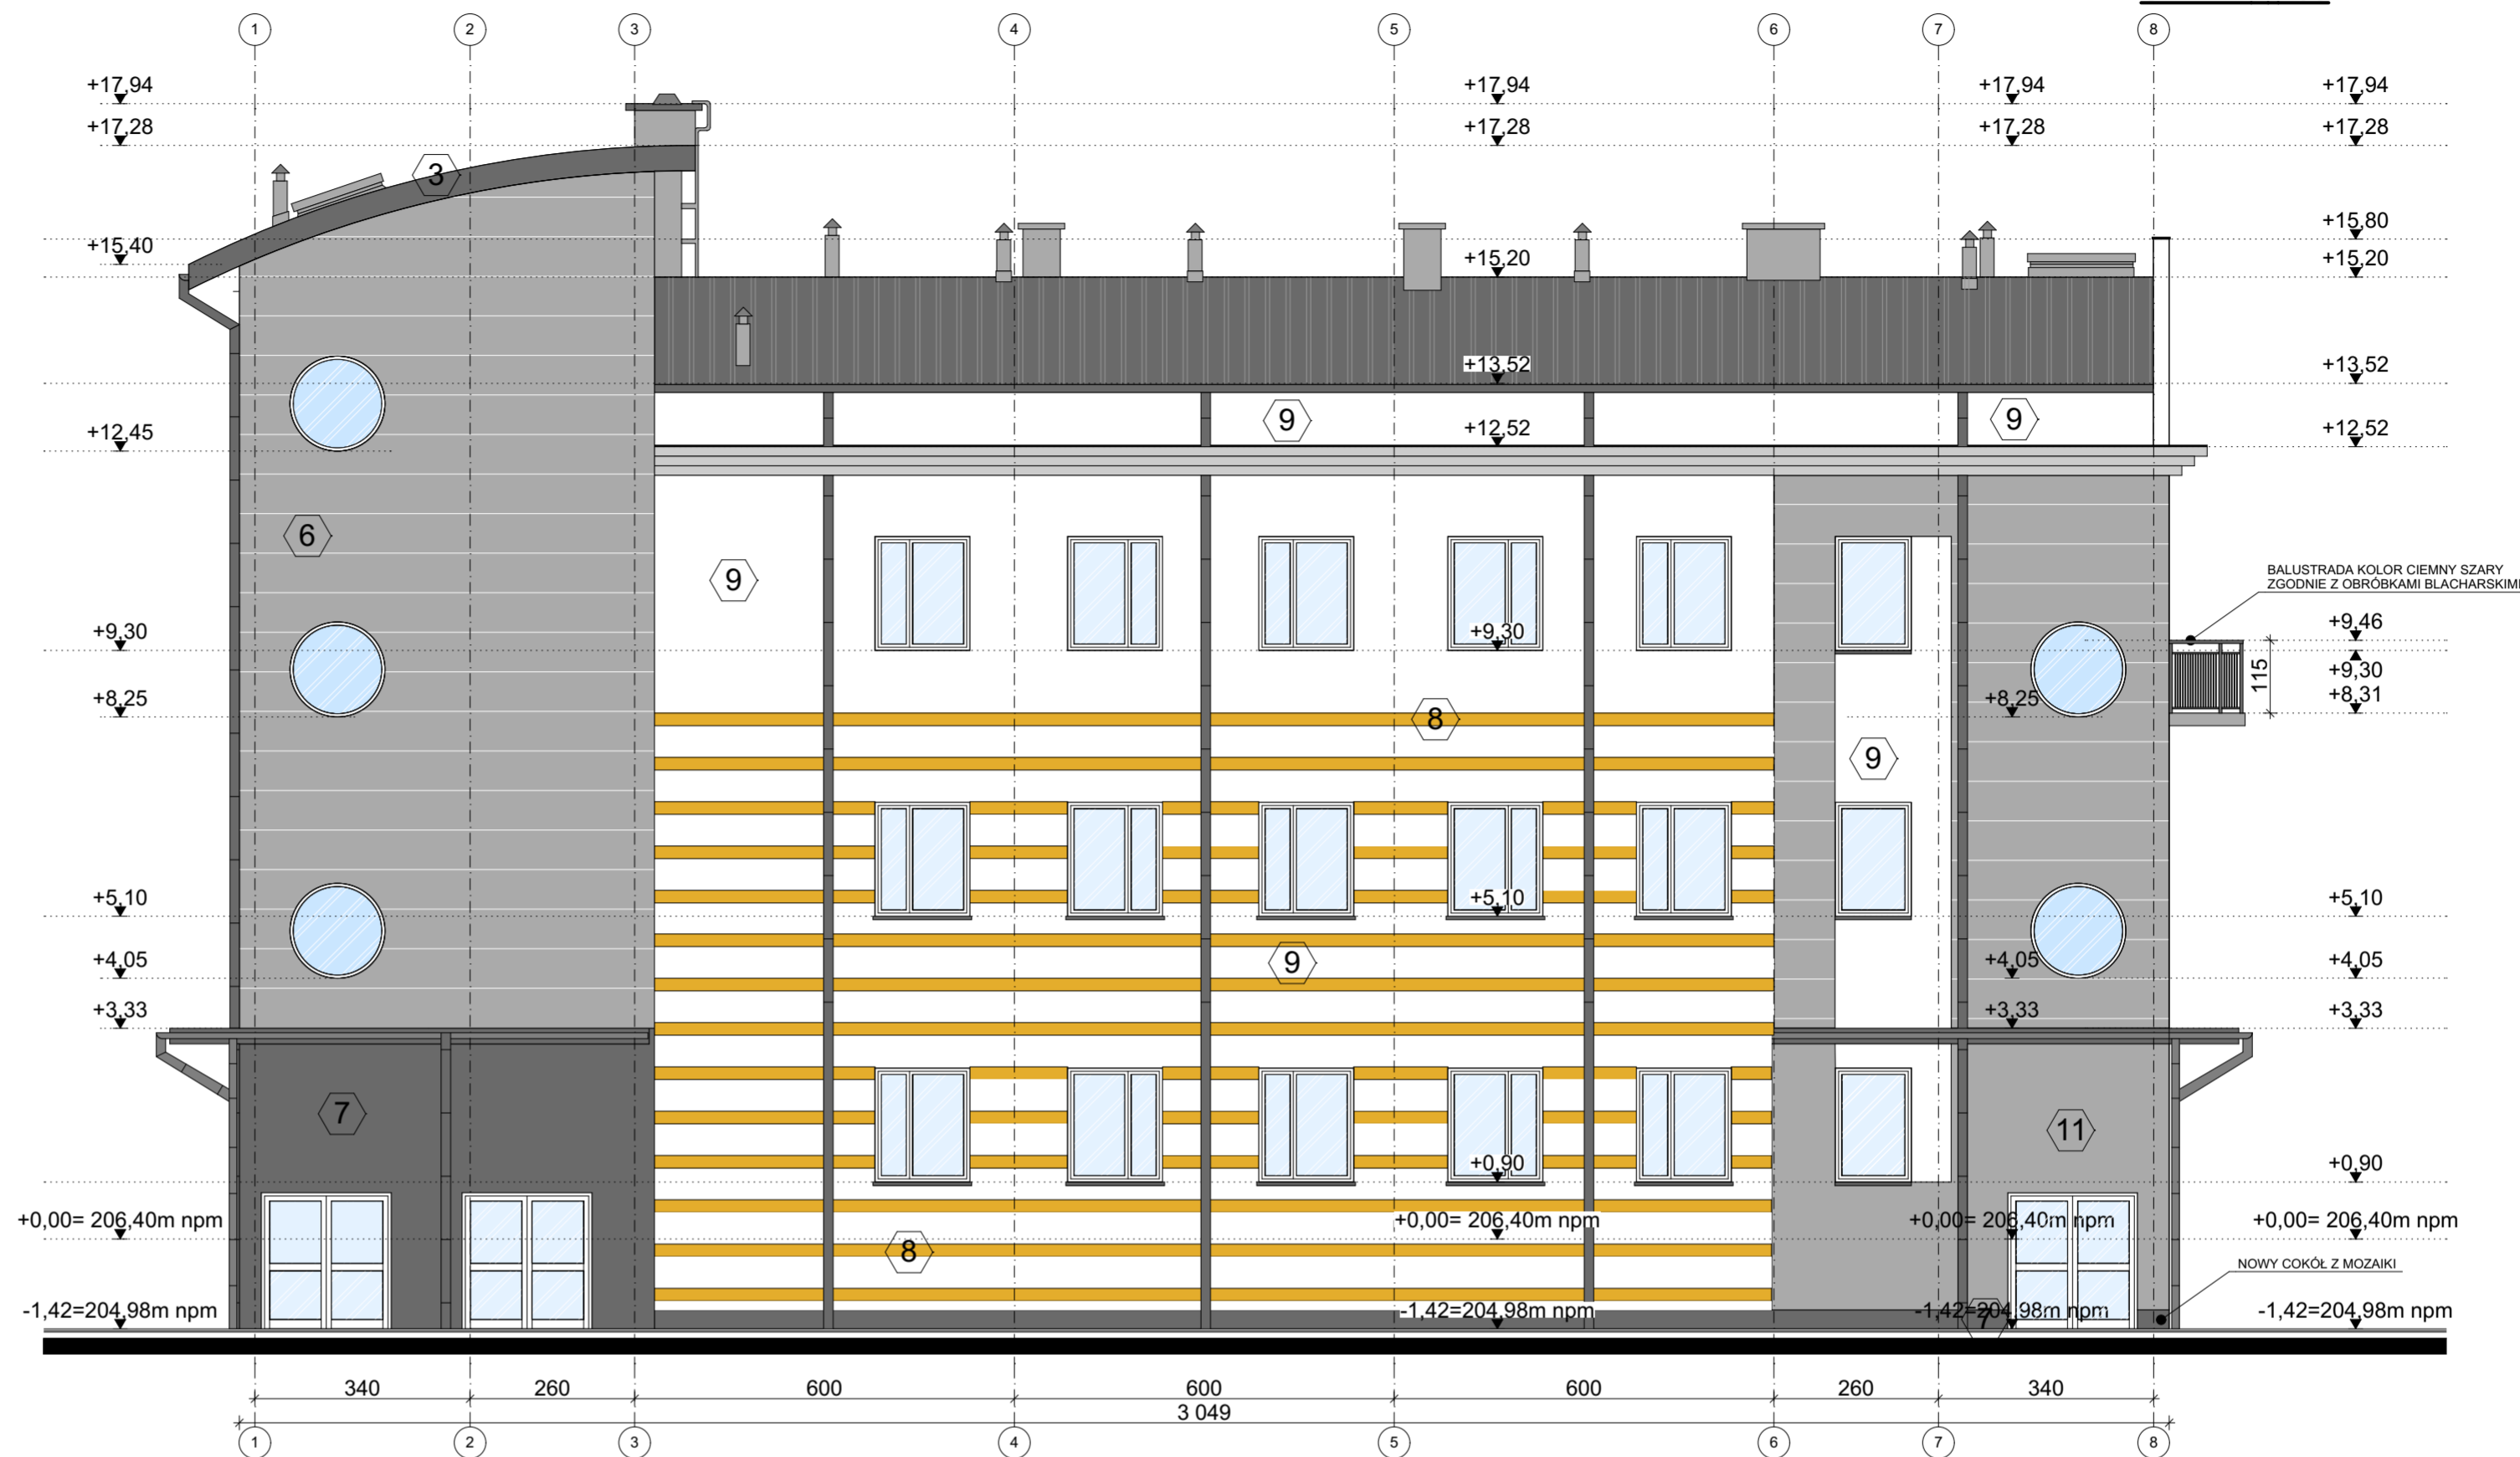 1 2 3 4 5 6 7 8
+17,94 +17,94 +17,94 +17,94
+17,28 +17,28 +17,28 +17,28
3
+15,80
+15,40
+15,20 +15,20
+13,52 +13,52
9 9
+12,45 +12,52 +12,52
6
9
BALUSTRADA KOLOR CIEMNY SZARY
ZGODNIE Z OBRÓBKAMI BLACHARSKIMI
+9,46
+9,30 +9,30
+9,30
115
+8,31
+8,25 +8,25
8
9
+5,10 +5,10 +5,10
9
+4,05 +4,05 +4,05
+3,33 +3,33 +3,33
7
11
+0,90 +0,90
+0,00= 206,40m npm +0,00= 206,40m npm +0,00= 206,40m npm +0,00= 206,40m npm
8
NOWY COKÓŁ Z MOZAIKI
-1,42=204,98m npm -1,42=204,98m npm -1,42=204,98m npm -1,42=204,98m npm
7
340 260 600 600 600 260 340
3 049
1 2 3 4 5 6 7 8